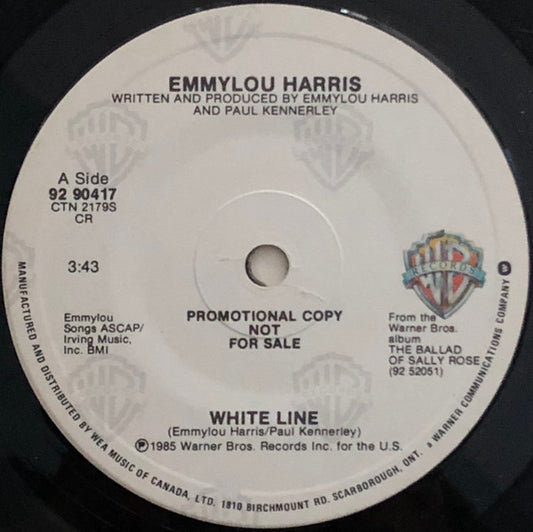 EMMYLOU HARRIS
WRITTEN AND PRODUCED BY EMMYLOU HARRIS
AND PAUL KENNERLEY
A Side
92 90417
CTN 2179S
CR
3:43
WB
RECORDS
Emmylou
Songs ASCAP/
Irving Music,
Inc. BMI
PROMOTIONAL COPY
NOT
FOR SALE
From the
Warner Bros.
album
THE BALLAD
OF SALLY ROSE
(92 52051)
WHITE LINE
(Emmylou Harris/Paul Kennerley)
℗1985 Warner Bros. Records Inc. for the U.S.
MANUFACTURED AND DISTRIBUTED BY WEA MUSIC OF CANADA, LTD. 1810 BIRCHMOUNT RD. SCARBOROUGH, ONT. a WARNER COMMUNICATIONS COMPANY